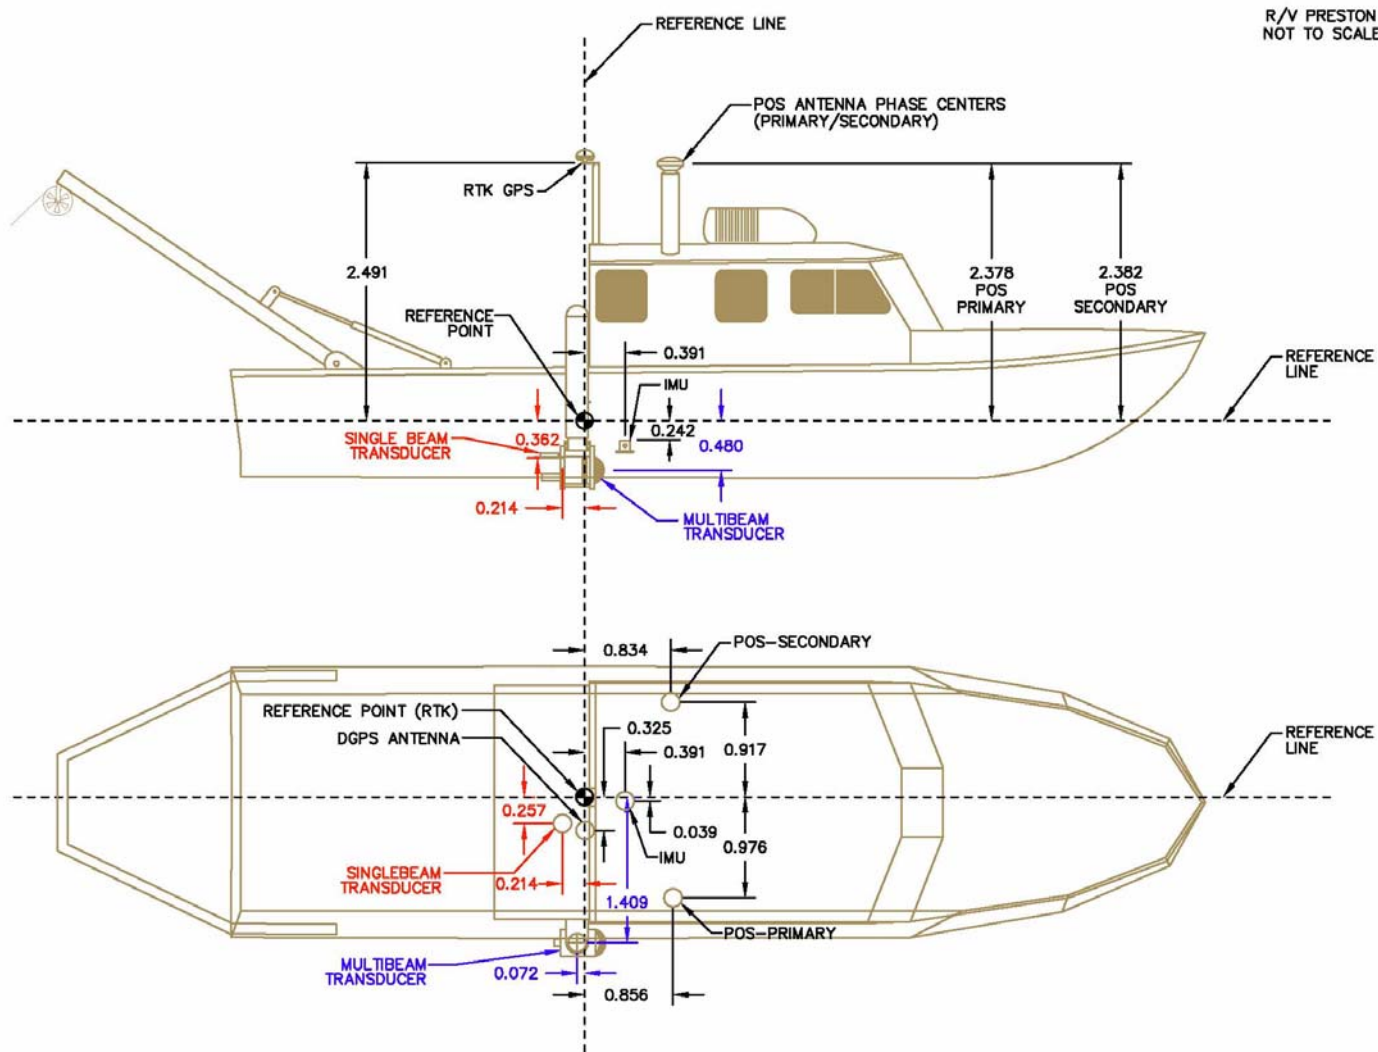 R/V PRESTON
NOT TO SCALE
REFERENCE LINE
POS ANTENNA PHASE CENTERS
(PRIMARY/SECONDARY)
RTK GPS
2.491
2.378
POS
PRIMARY
2.382
POS
SECONDARY
REFERENCE
POINT
0.391
IMU
REFERENCE
LINE
SINGLE BEAM
TRANSDUCER
0.362
0.242
0.480
0.214
MULTIBEAM
TRANSDUCER
POS-SECONDARY
0.834
REFERENCE POINT (RTK)
DGPS ANTENNA
0.325
0.391
0.917
REFERENCE
LINE
0.257
0.039
0.976
IMU
SINGLEBEAM
TRANSDUCER
0.214
1.409
POS-PRIMARY
MULTIBEAM
TRANSDUCER
0.072
0.856